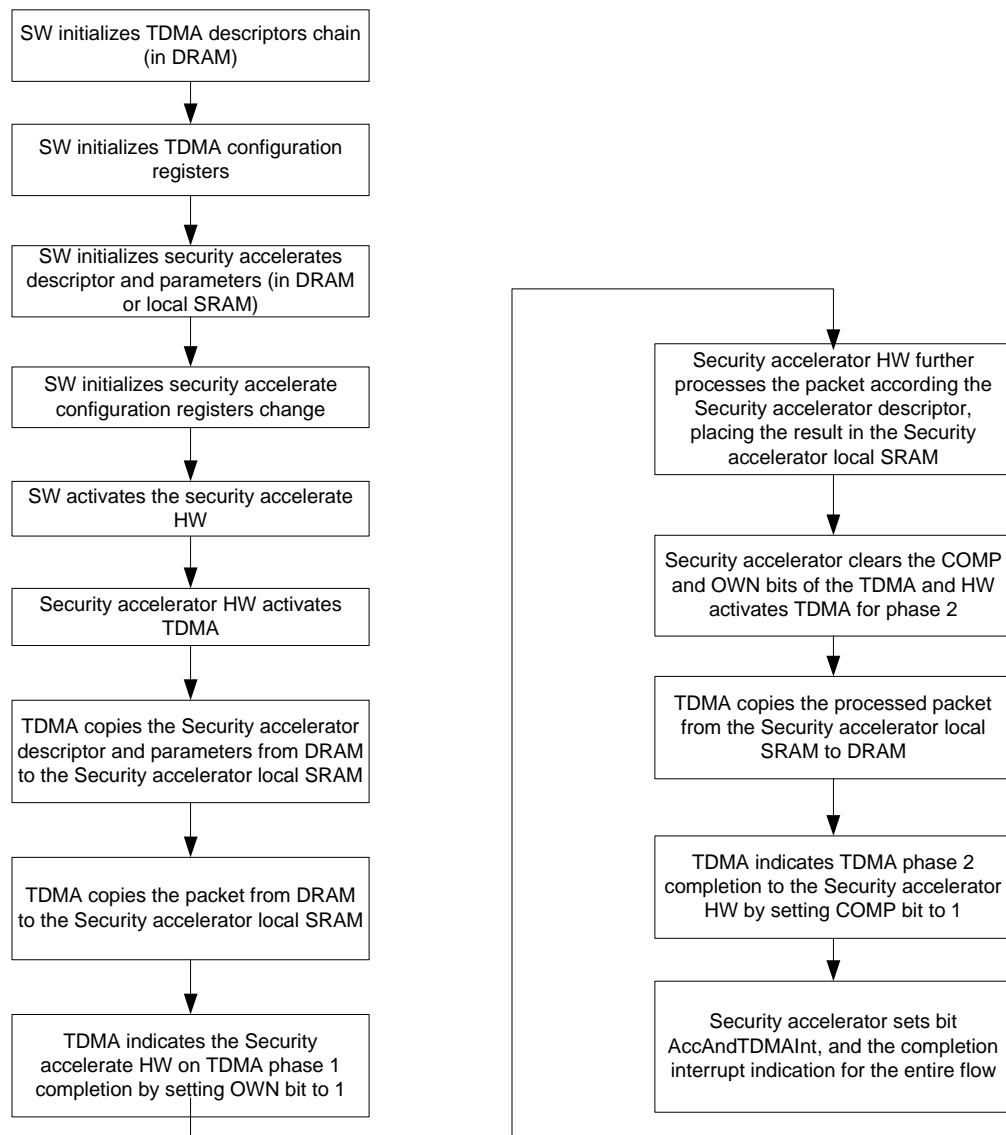 SW initializes TDMA descriptors chain
(in DRAM)
SW initializes TDMA configuration
registers
SW initializes security accelerates
descriptor and parameters (in DRAM
or local SRAM)
SW initializes security accelerate
configuration registers change
SW activates the security accelerate
HW
Security accelerator HW activates
TDMA
TDMA copies the Security accelerator
descriptor and parameters from DRAM
to the Security accelerator local SRAM
TDMA copies the packet from DRAM
to the Security accelerator local SRAM
TDMA indicates the Security
accelerate HW on TDMA phase 1
completion by setting OWN bit to 1
Security accelerator HW further
processes the packet according the
Security accelerator descriptor,
placing the result in the Security
accelerator local SRAM
Security accelerator clears the COMP
and OWN bits of the TDMA and HW
activates TDMA for phase 2
TDMA copies the processed packet
from the Security accelerator local
SRAM to DRAM
TDMA indicates TDMA phase 2
completion to the Security accelerator
HW by setting COMP bit to 1
Security accelerator sets bit
AccAndTDMAInt, and the completion
interrupt indication for the entire flow